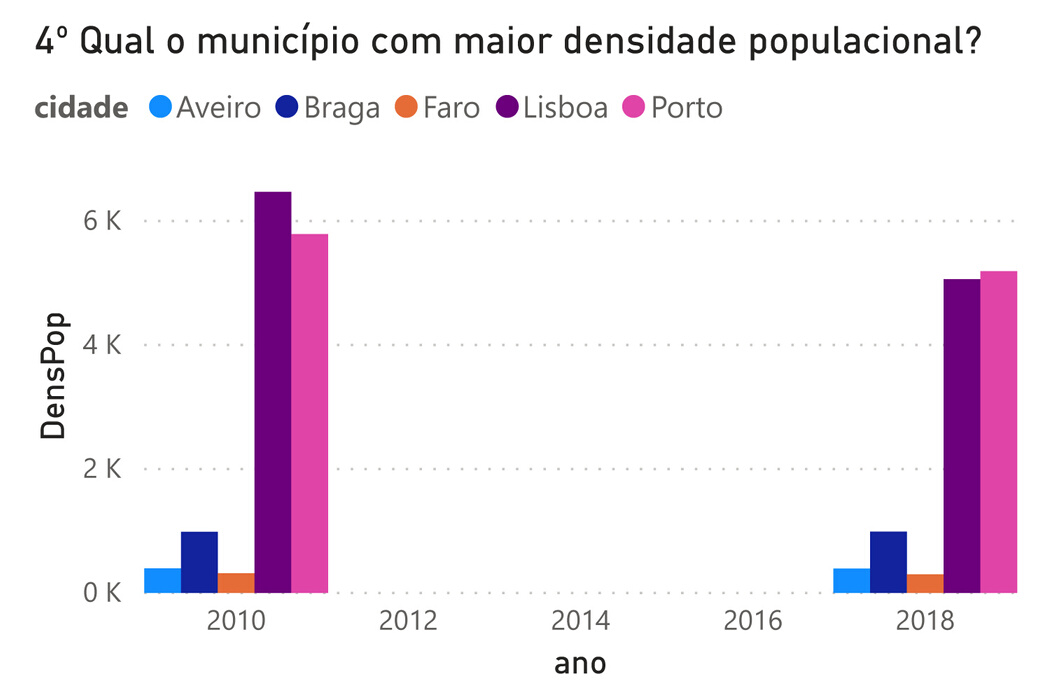 4º Qual o município com maior densidade populacional?
cidade Aveiro Braga Faro Lisboa Porto
6 K
4 K
2 K
0 K
DensPop
2010 2012 2014 2016 2018
ano